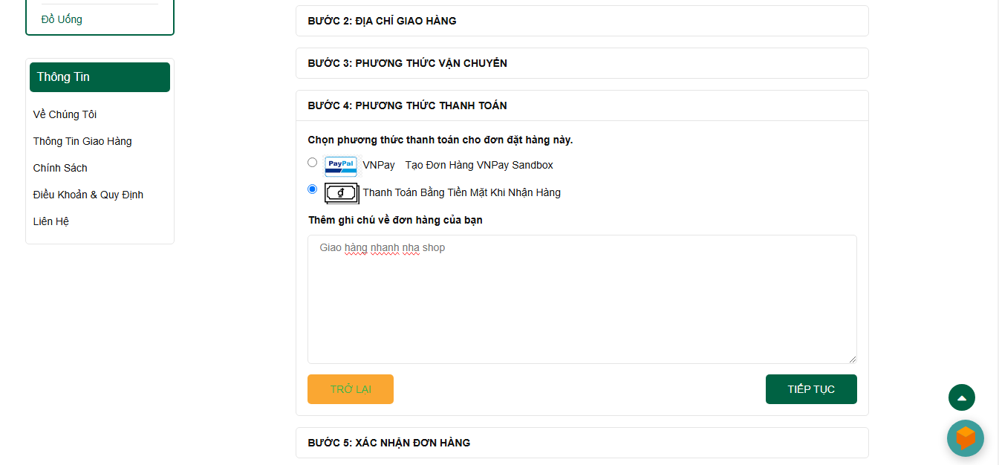 Đồ Uống
Thông Tin
Về Chúng Tôi
Thông Tin Giao Hàng
Chính Sách
Điều Khoản & Quy Định
Liên Hệ
BƯỚC 2: ĐỊA CHỈ GIAO HÀNG
BƯỚC 3: PHƯƠNG THỨC VẬN CHUYỂN
BƯỚC 4: PHƯƠNG THỨC THANH TOÁN
Chọn phương thức thanh toán cho đơn đặt hàng này.
PayPal VNPay Tạo Đơn Hàng VNPay Sandbox
đ Thanh Toán Bằng Tiền Mặt Khi Nhận Hàng
Thêm ghi chú về đơn hàng của bạn
Giao hàng nhanh nha shop
TRỞ LẠI TIẾP TỤC
BƯỚC 5: XÁC NHẬN ĐƠN HÀNG